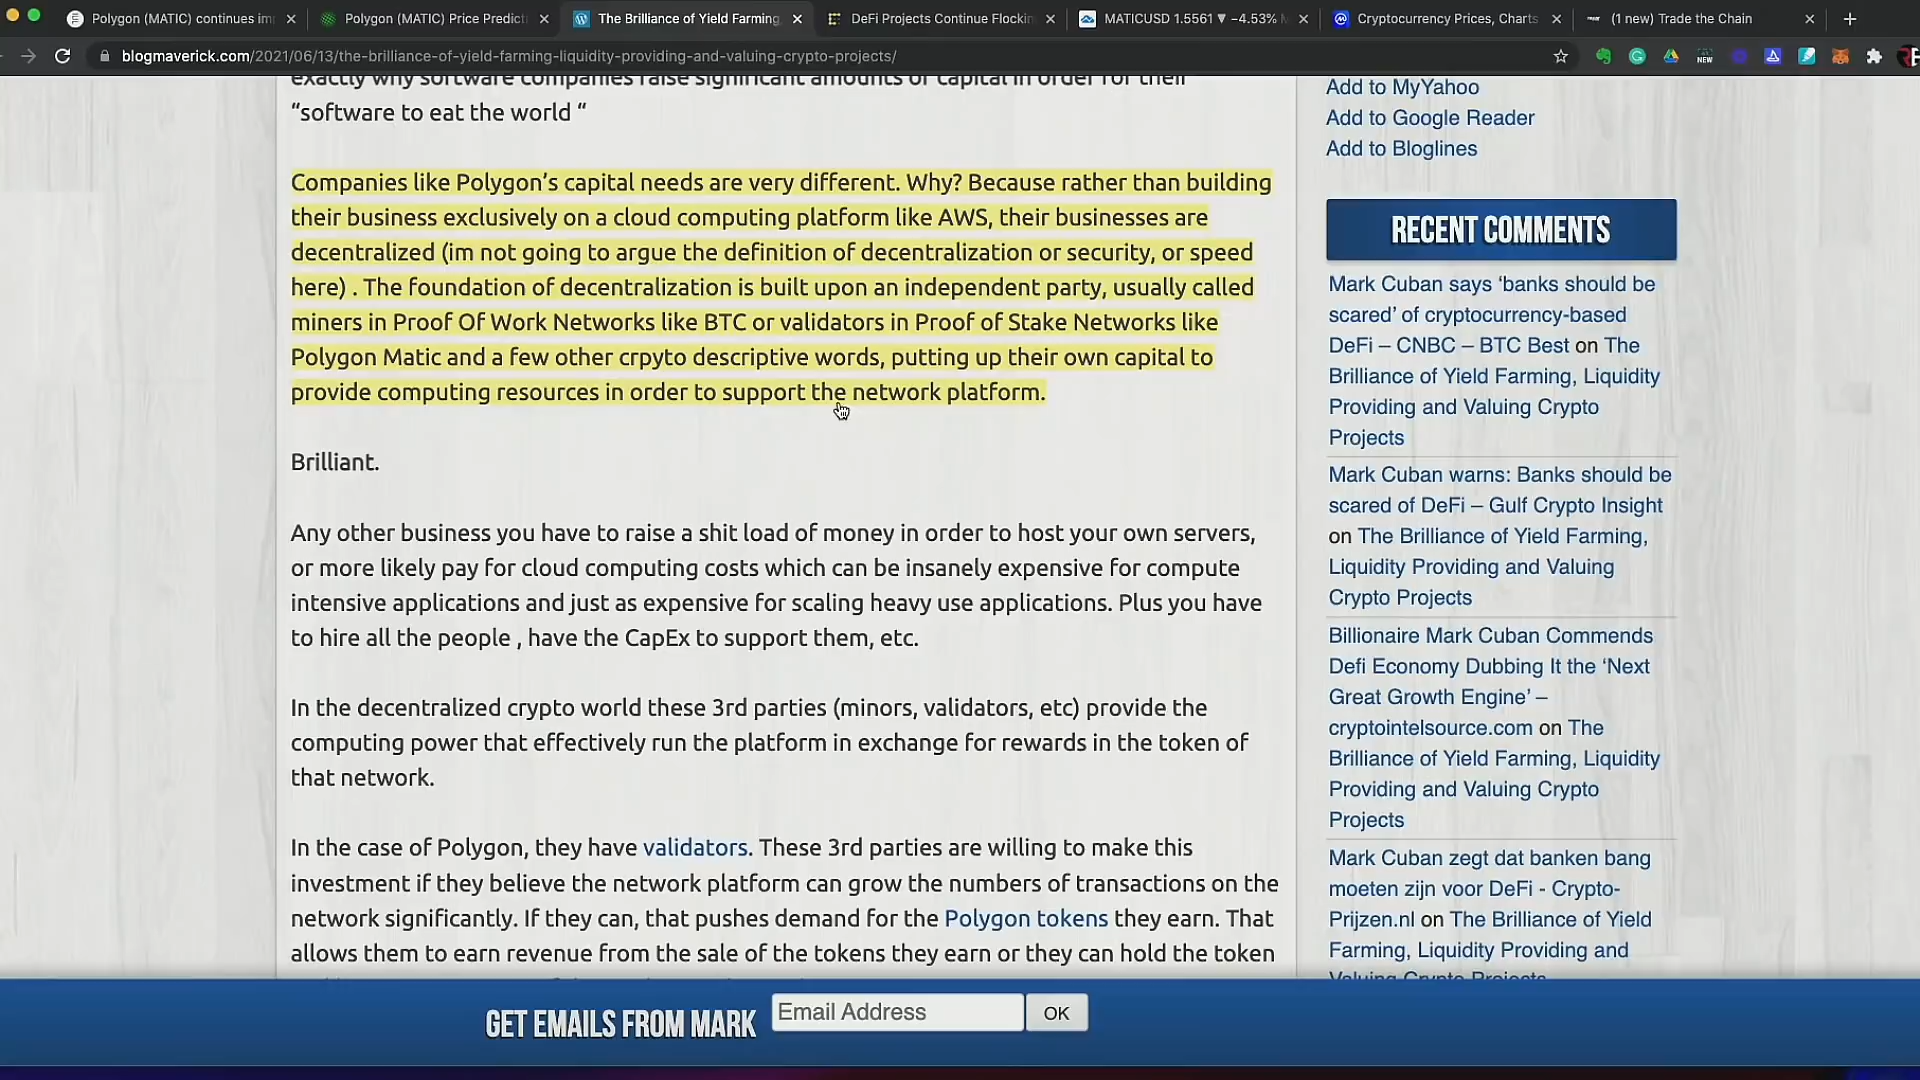 Polygon (MATIC) continues im
Polygon (MATIC) Price Predict
The Brilliance of Yield Farming,
DeFi Projects Continue Flockin
MATICUSD 1.5561 ▼ −4.53%
Cryptocurrency Prices, Charts
(1 new) Trade the Chain
blogmaverick.com/2021/06/13/the-brilliance-of-yield-farming-liquidity-providing-and-valuing-crypto-projects/
NEW
exactly why software companies raise significant amounts of capital in order for their
“software to eat the world “
Companies like Polygon’s capital needs are very different. Why? Because rather than building
their business exclusively on a cloud computing platform like AWS, their businesses are
decentralized (im not going to argue the definition of decentralization or security, or speed
here) . The foundation of decentralization is built upon an independent party, usually called
miners in Proof Of Work Networks like BTC or validators in Proof of Stake Networks like
Polygon Matic and a few other crpyto descriptive words, putting up their own capital to
provide computing resources in order to support the network platform.
Brilliant.
Any other business you have to raise a shit load of money in order to host your own servers,
or more likely pay for cloud computing costs which can be insanely expensive for compute
intensive applications and just as expensive for scaling heavy use applications. Plus you have
to hire all the people , have the CapEx to support them, etc.
In the decentralized crypto world these 3rd parties (minors, validators, etc) provide the
computing power that effectively run the platform in exchange for rewards in the token of
that network.
In the case of Polygon, they have validators. These 3rd parties are willing to make this
investment if they believe the network platform can grow the numbers of transactions on the
network significantly. If they can, that pushes demand for the Polygon tokens they earn. That
allows them to earn revenue from the sale of the tokens they earn or they can hold the token
Add to MyYahoo
Add to Google Reader
Add to Bloglines
RECENT COMMENTS
Mark Cuban says ‘banks should be
scared’ of cryptocurrency-based
DeFi – CNBC – BTC Best on The
Brilliance of Yield Farming, Liquidity
Providing and Valuing Crypto
Projects
Mark Cuban warns: Banks should be
scared of DeFi – Gulf Crypto Insight
on The Brilliance of Yield Farming,
Liquidity Providing and Valuing
Crypto Projects
Billionaire Mark Cuban Commends
Defi Economy Dubbing It the ‘Next
Great Growth Engine’ –
cryptointelsource.com on The
Brilliance of Yield Farming, Liquidity
Providing and Valuing Crypto
Projects
Mark Cuban zegt dat banken bang
moeten zijn voor DeFi - Crypto-
Prijzen.nl on The Brilliance of Yield
Farming, Liquidity Providing and
Valuing Crypto Projects
GET EMAILS FROM MARK
Email Address
OK